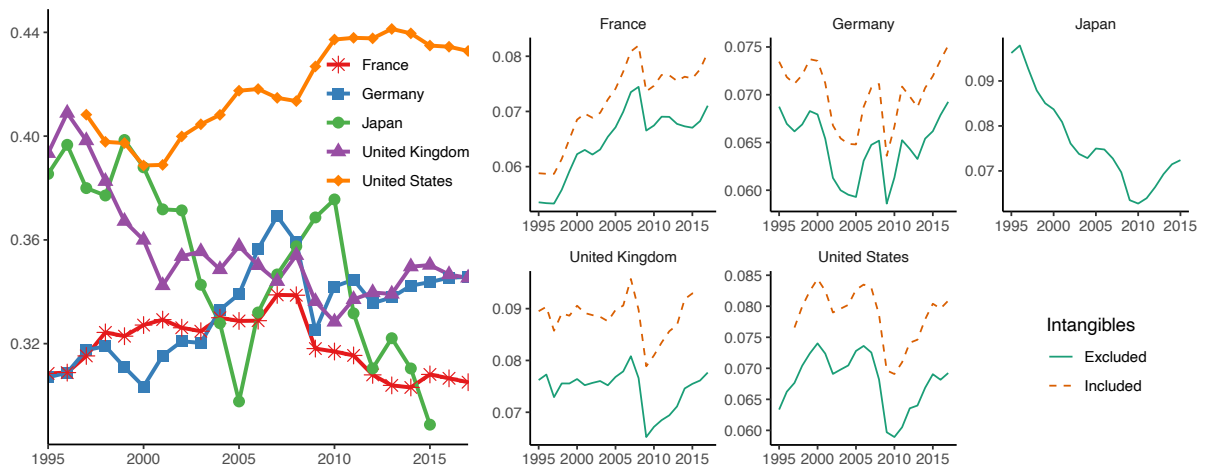 0.44
0.40
0.36
0.32
1995 2000 2005 2010 2015
France
Germany
Japan
United Kingdom
United States
France
0.08
0.07
0.06
1995 2000 2005 2010 2015
Germany
0.075
0.070
0.065
0.060
1995 2000 2005 2010 2015
Japan
0.09
0.08
0.07
1995 2000 2005 2010 2015
United Kingdom
0.09
0.08
0.07
1995 2000 2005 2010 2015
United States
0.085
0.080
0.075
0.070
0.065
0.060
1995 2000 2005 2010 2015
Intangibles
Excluded
Included